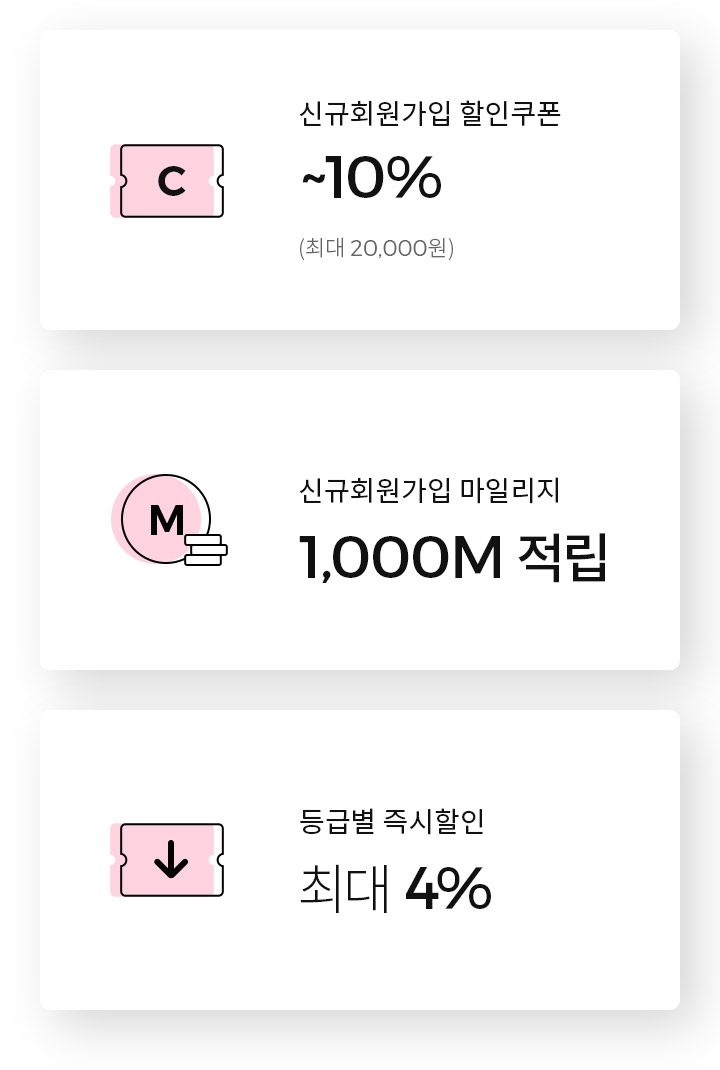 신규회원가입 할인쿠폰
C
~10%
(최대 20,000원)
신규회원가입 마일리지
M
1,000M 적립
등급별 즉시할인
최대 4%